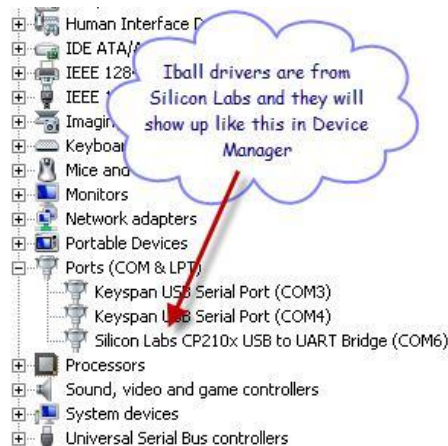 Human Interface D
IDE ATA/A
IEEE 128
IEEE 1
Imagin
Keyboar
Mice and
Monitors
Network adapters
Portable Devices
Ports (COM & LPT)
Keyspan USB Serial Port (COM3)
Keyspan USB Serial Port (COM4)
Silicon Labs CP210x USB to UART Bridge (COM6)
Processors
Sound, video and game controllers
System devices
Universal Serial Bus controllers
Iball drivers are from
Silicon Labs and they will
show up like this in Device
Manager